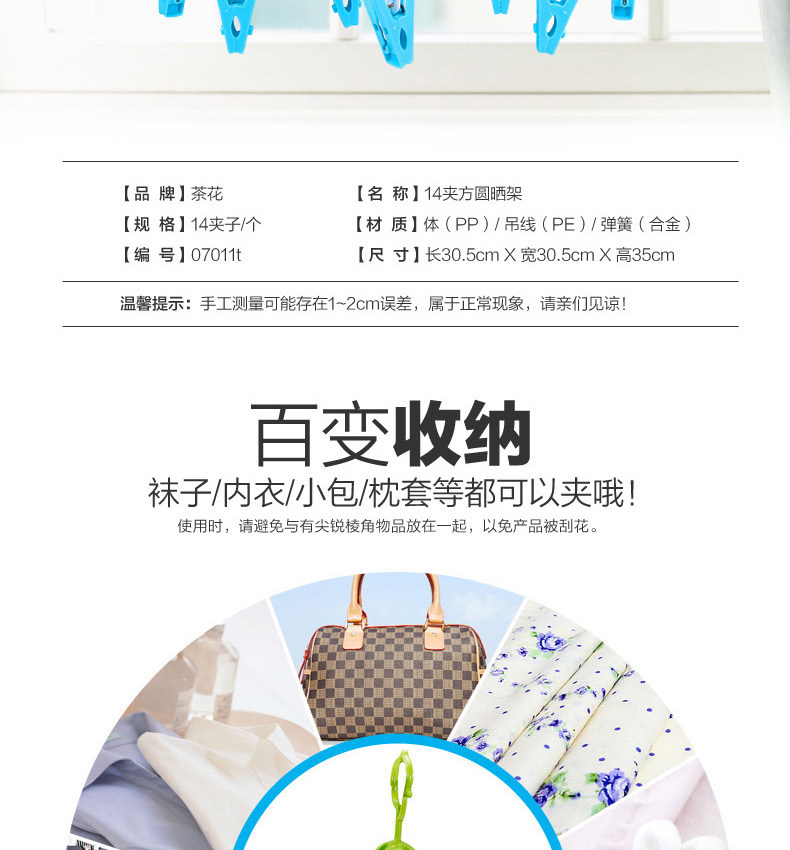 【品 牌】茶花 【名 称】14夹方圆晒架
【规 格】14夹子/个 【材 质】体（PP）/ 吊线（PE）/ 弹簧（合金）
【编 号】07011t 【尺 寸】长30.5cm X 宽30.5cm X 高35cm
温馨提示：手工测量可能存在1~2cm误差，属于正常现象，请亲们见谅！
百变收纳
袜子/内衣/小包/枕套等都可以夹哦！
使用时，请避免与有尖锐棱角物品放在一起，以免产品被刮花。